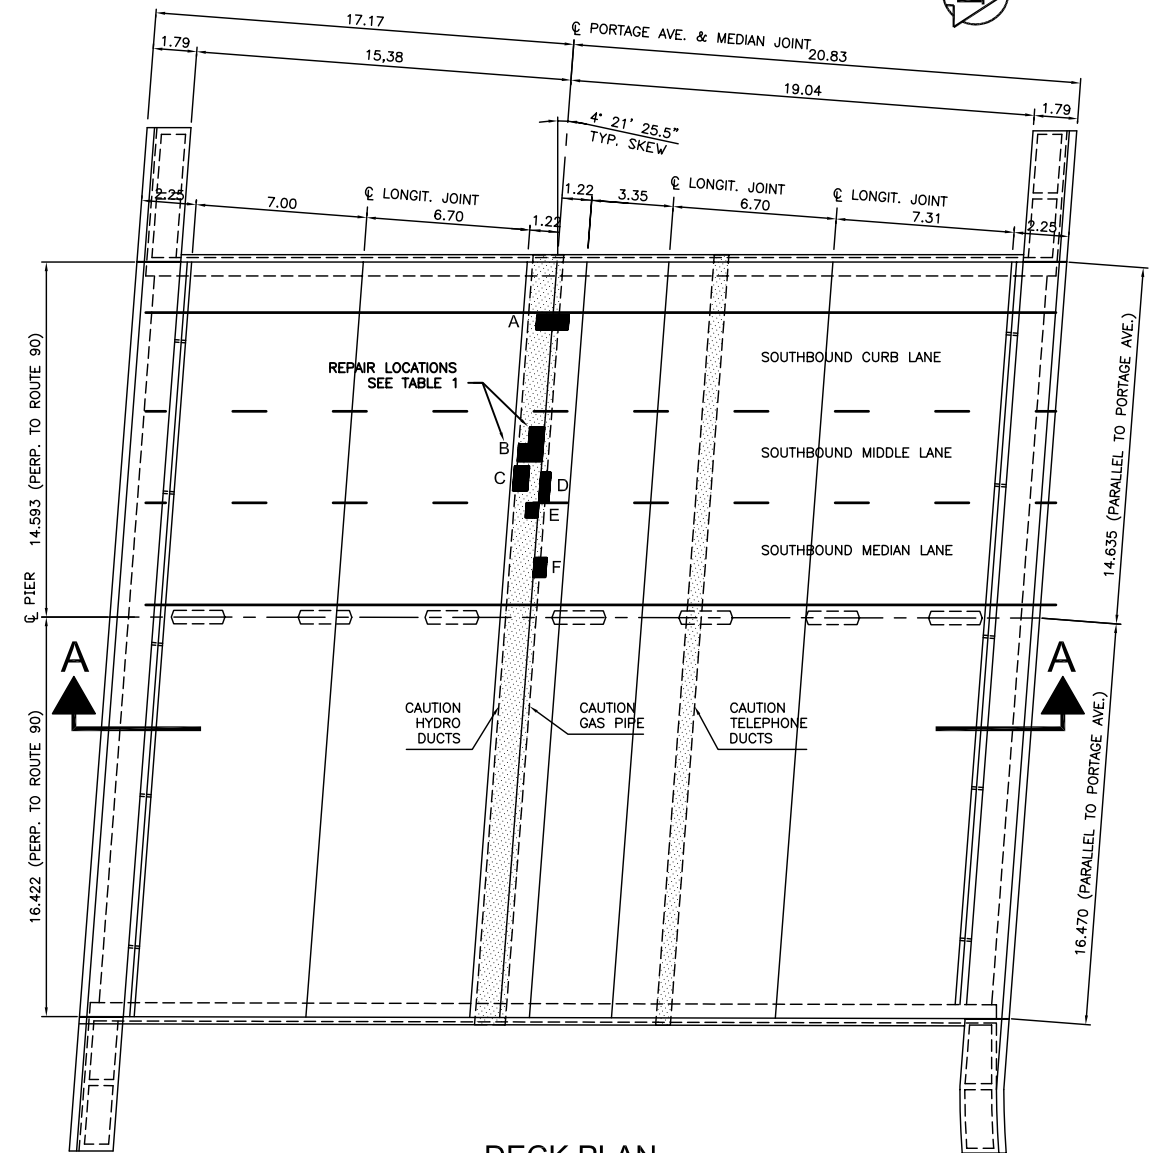 17.17
℄ PORTAGE AVE. & MEDIAN JOINT
20.83
1.79
15,38
19.04
1.79
4° 21' 25.5"
TYP. SKEW
2.25
7.00
℄ LONGIT. JOINT
6.70
1.22
1.22
3.35
℄ LONGIT. JOINT
6.70
℄ LONGIT. JOINT
7.31
2.25
A
SOUTHBOUND CURB LANE
REPAIR LOCATIONS
SEE TABLE 1
B
SOUTHBOUND MIDDLE LANE
C
D
E
SOUTHBOUND MEDIAN LANE
F
14.593 (PERP. TO ROUTE 90)
14.635 (PARALLEL TO PORTAGE AVE.)
℄ PIER
A
A
CAUTION
HYDRO
DUCTS
CAUTION
GAS PIPE
CAUTION
TELEPHONE
DUCTS
16.422 (PERP. TO ROUTE 90)
16.470 (PARALLEL TO PORTAGE AVE.)
DECK PLAN